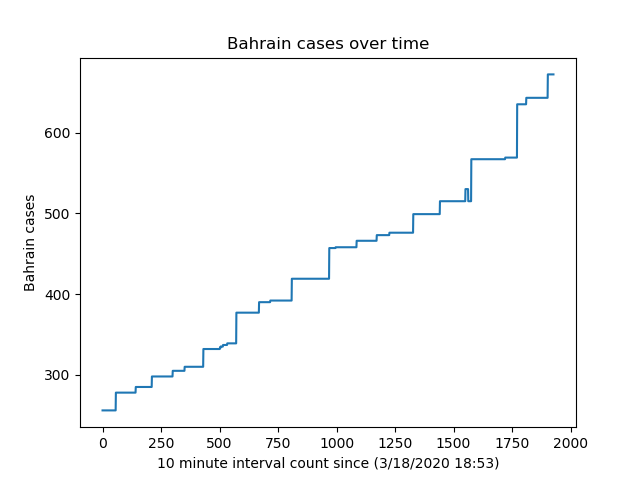 Bahrain cases over time
600
500
400
300
Bahrain cases
0 250 500 750 1000 1250 1500 1750 2000
10 minute interval count since (3/18/2020 18:53)